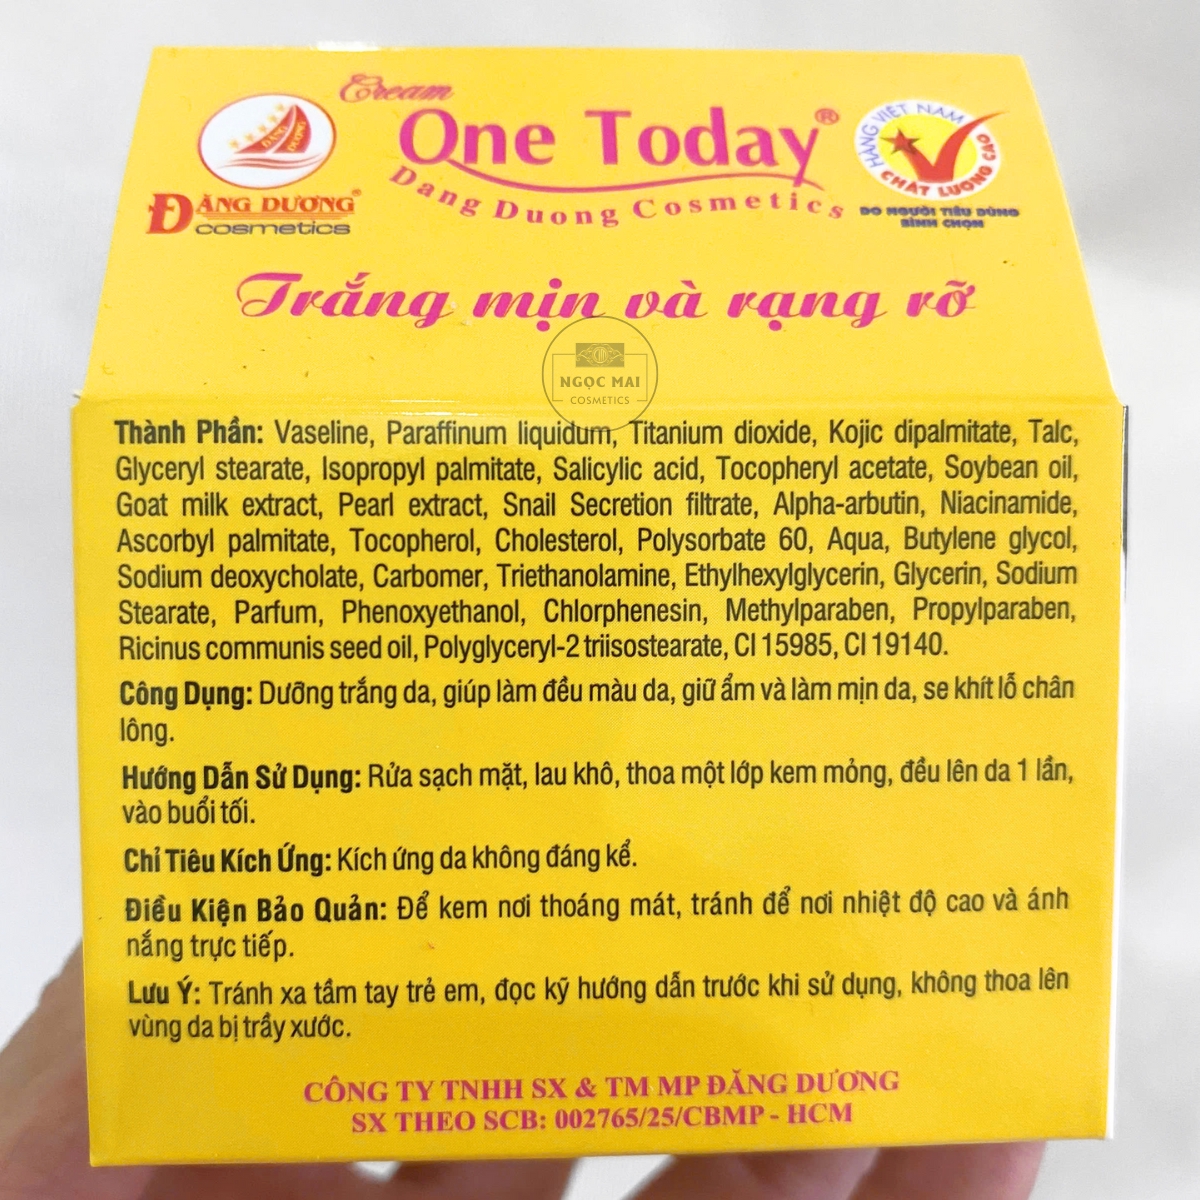 Cream
One Today®
Dang Duong Cosmetics
ĐĂNG DƯƠNG
ĐĂNG DƯƠNG®
cosmetics
HÀNG VIỆT NAM
CHẤT LƯỢNG CAO
DO NGƯỜI TIÊU DÙNG
BÌNH CHỌN
Trắng mịn và rạng rỡ
NGỌC MAI
COSMETICS
Thành Phần: Vaseline, Paraffinum liquidum, Titanium dioxide, Kojic dipalmitate, Talc,
Glyceryl stearate, Isopropyl palmitate, Salicylic acid, Tocopheryl acetate, Soybean oil,
Goat milk extract, Pearl extract, Snail Secretion filtrate, Alpha-arbutin, Niacinamide,
Ascorbyl palmitate, Tocopherol, Cholesterol, Polysorbate 60, Aqua, Butylene glycol,
Sodium deoxycholate, Carbomer, Triethanolamine, Ethylhexylglycerin, Glycerin, Sodium
Stearate, Parfum, Phenoxyethanol, Chlorphenesin, Methylparaben, Propylparaben,
Ricinus communis seed oil, Polyglyceryl-2 triisostearate, CI 15985, CI 19140.
Công Dụng: Dưỡng trắng da, giúp làm đều màu da, giữ ẩm và làm mịn da, se khít lỗ chân
lông.
Hướng Dẫn Sử Dụng: Rửa sạch mặt, lau khô, thoa một lớp kem mỏng, đều lên da 1 lần,
vào buổi tối.
Chỉ Tiêu Kích Ứng: Kích ứng da không đáng kể.
Điều Kiện Bảo Quản: Để kem nơi thoáng mát, tránh để nơi nhiệt độ cao và ánh
nắng trực tiếp.
Lưu Ý: Tránh xa tầm tay trẻ em, đọc kỹ hướng dẫn trước khi sử dụng, không thoa lên
vùng da bị trầy xước.
CÔNG TY TNHH SX & TM MP ĐĂNG DƯƠNG
SX THEO SCB: 002765/25/CBMP - HCM